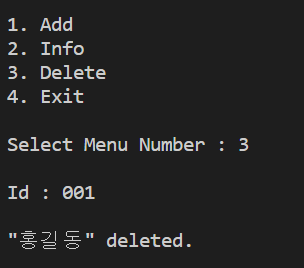 1. Add
2. Info
3. Delete
4. Exit
Select Menu Number : 3
Id : 001
"홍길동" deleted.